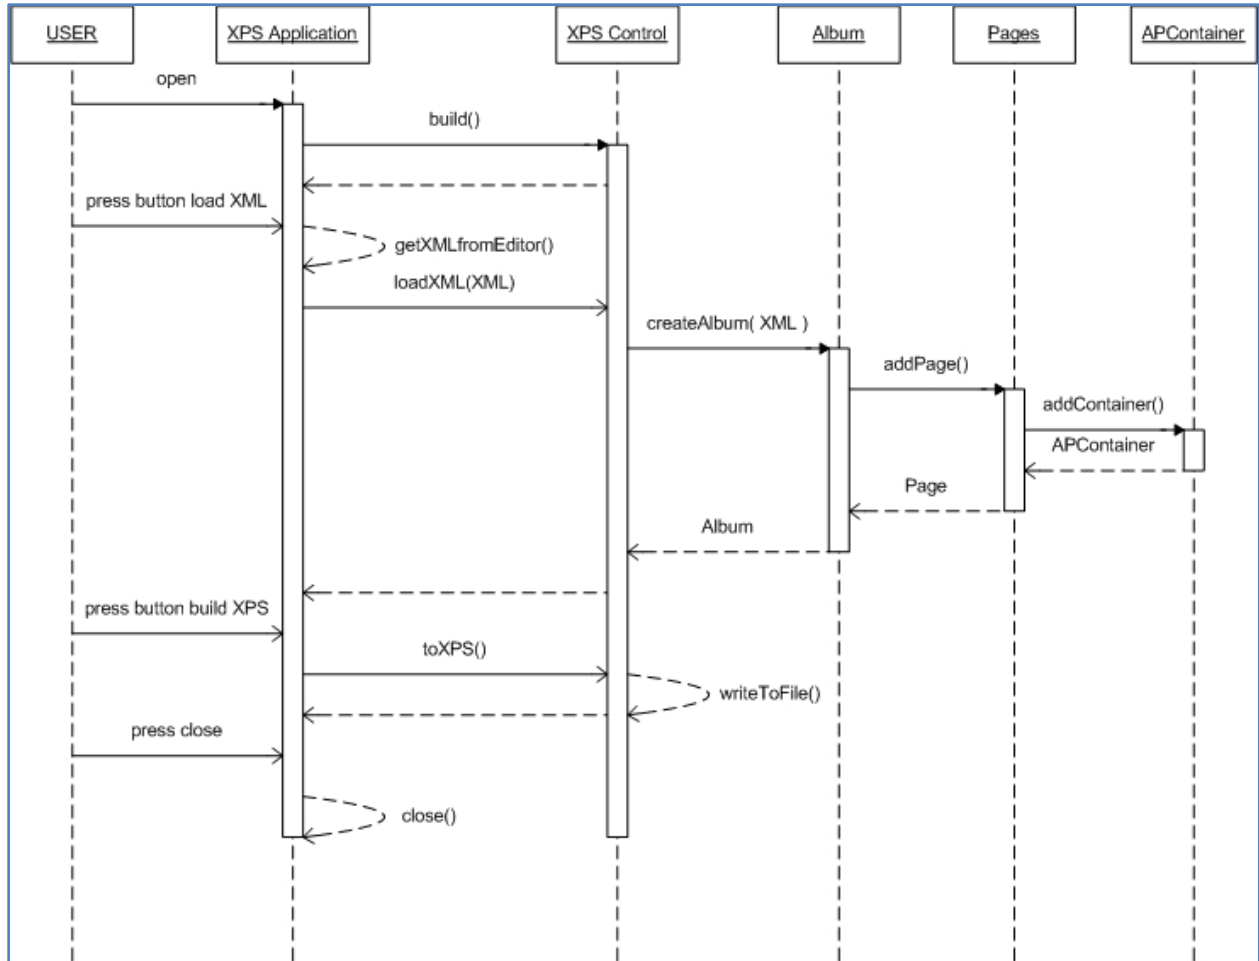 USER
XPS Application
XPS Control
Album
Pages
APContainer
open
build()
press button load XML
getXMLfromEditor()
loadXML(XML)
createAlbum( XML )
addPage()
addContainer()
APContainer
Page
Album
press button build XPS
toXPS()
writeToFile()
press close
close()